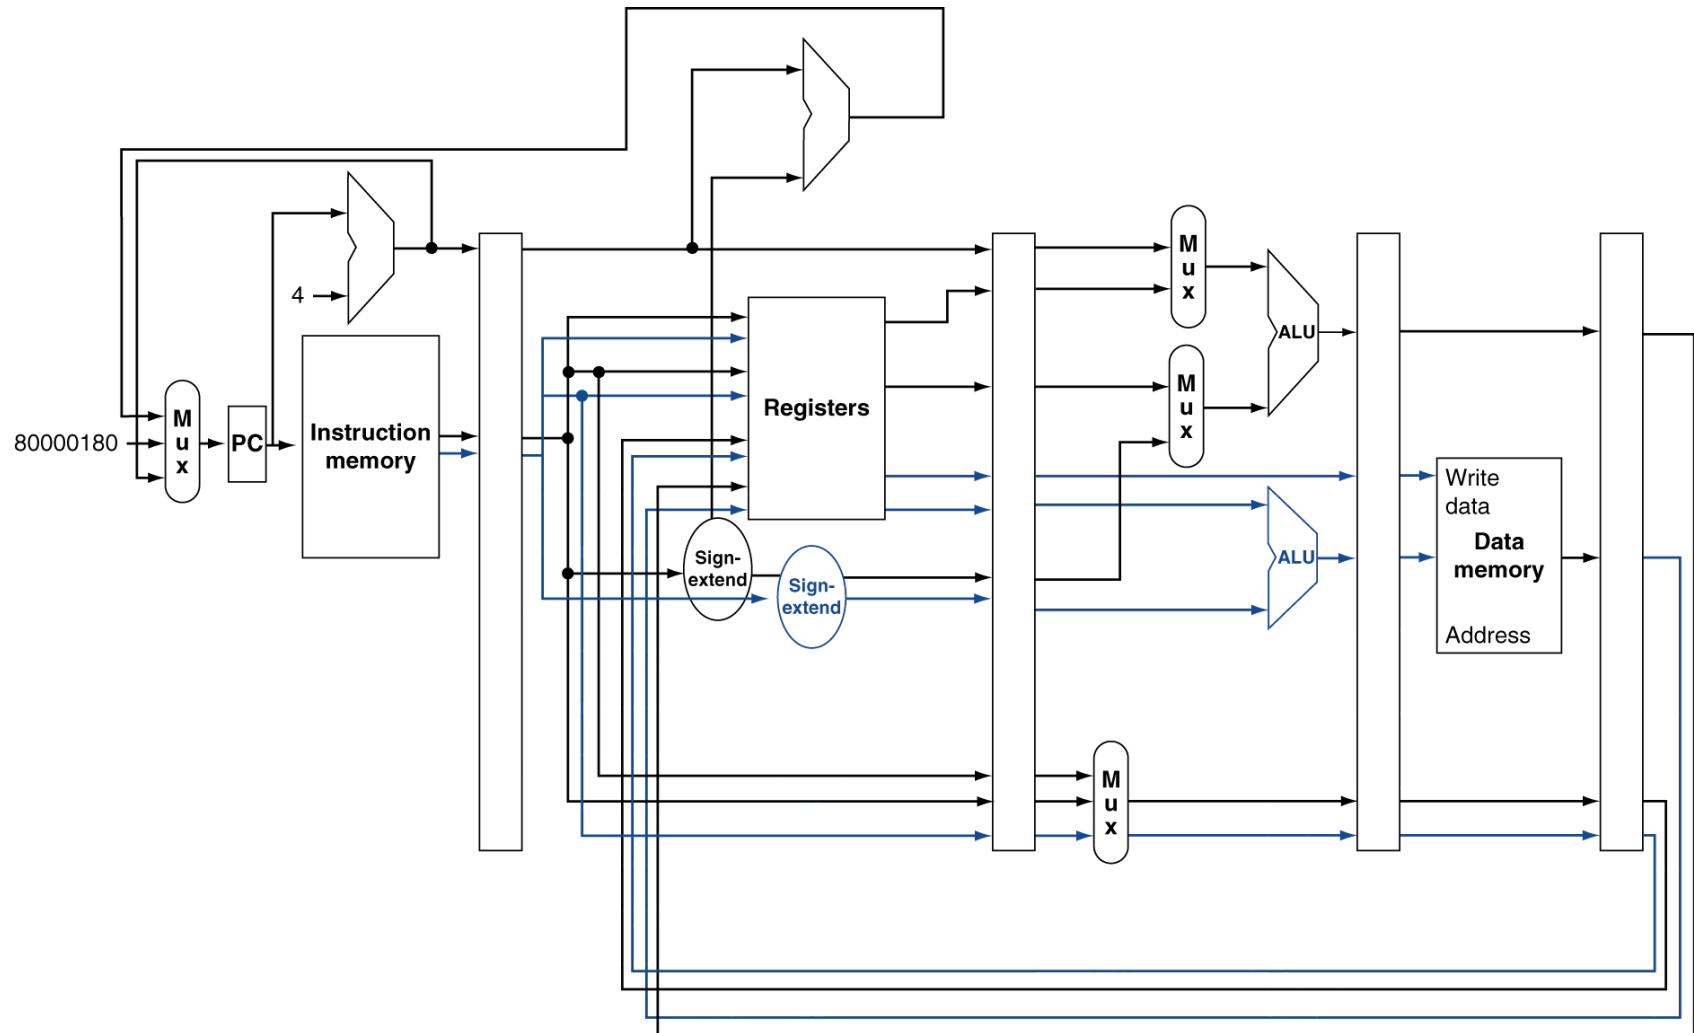 4
M
u
x
80000180
PC
Instruction
memory
Registers
Sign-
extend
Sign-
extend
M
u
x
M
u
x
ALU
ALU
Write
data
Data
memory
Address
M
u
x